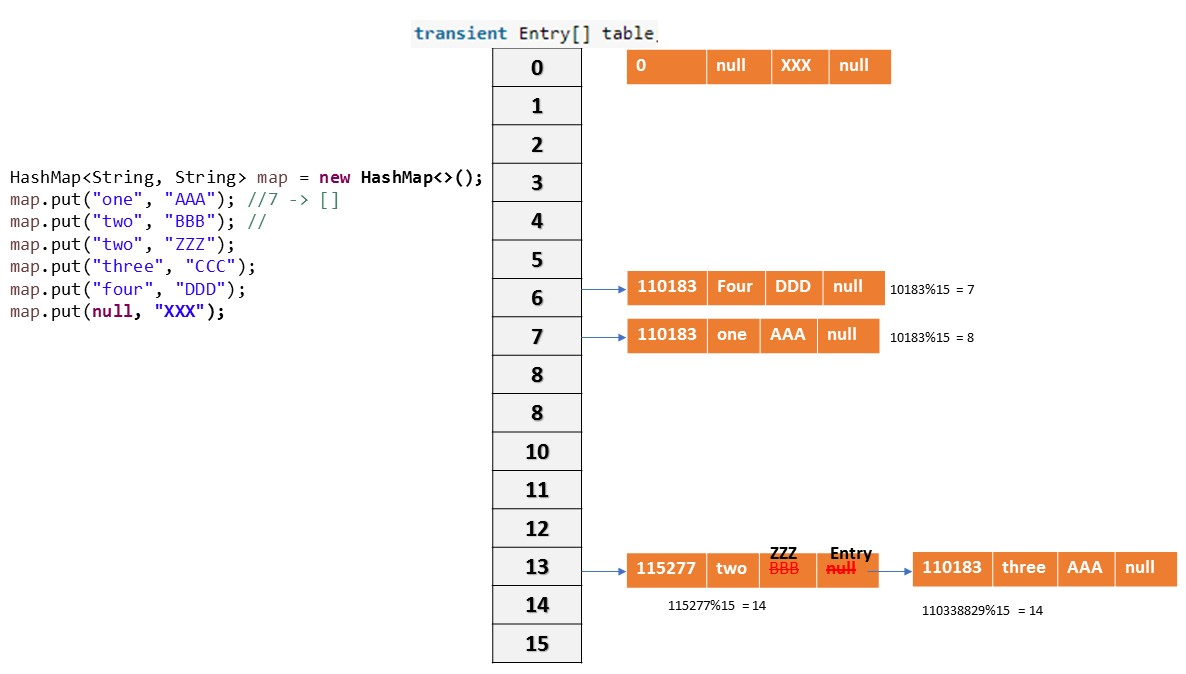 transient Entry[] table.
HashMap<String, String> map = new HashMap<>();
map.put("one", "AAA"); //7 -> []
map.put("two", "BBB"); //
map.put("two", "ZZZ");
map.put("three", "CCC");
map.put("four", "DDD");
map.put(null, "XXX");
0
1
2
3
4
5
6
7
8
8
10
11
12
13
14
15
0 null XXX null
110183 Four DDD null
10183%15 = 7
110183 one AAA null
10183%15 = 8
ZZZ Entry
115277 two BBB null
115277%15 = 14
110183 three AAA null
110338829%15 = 14